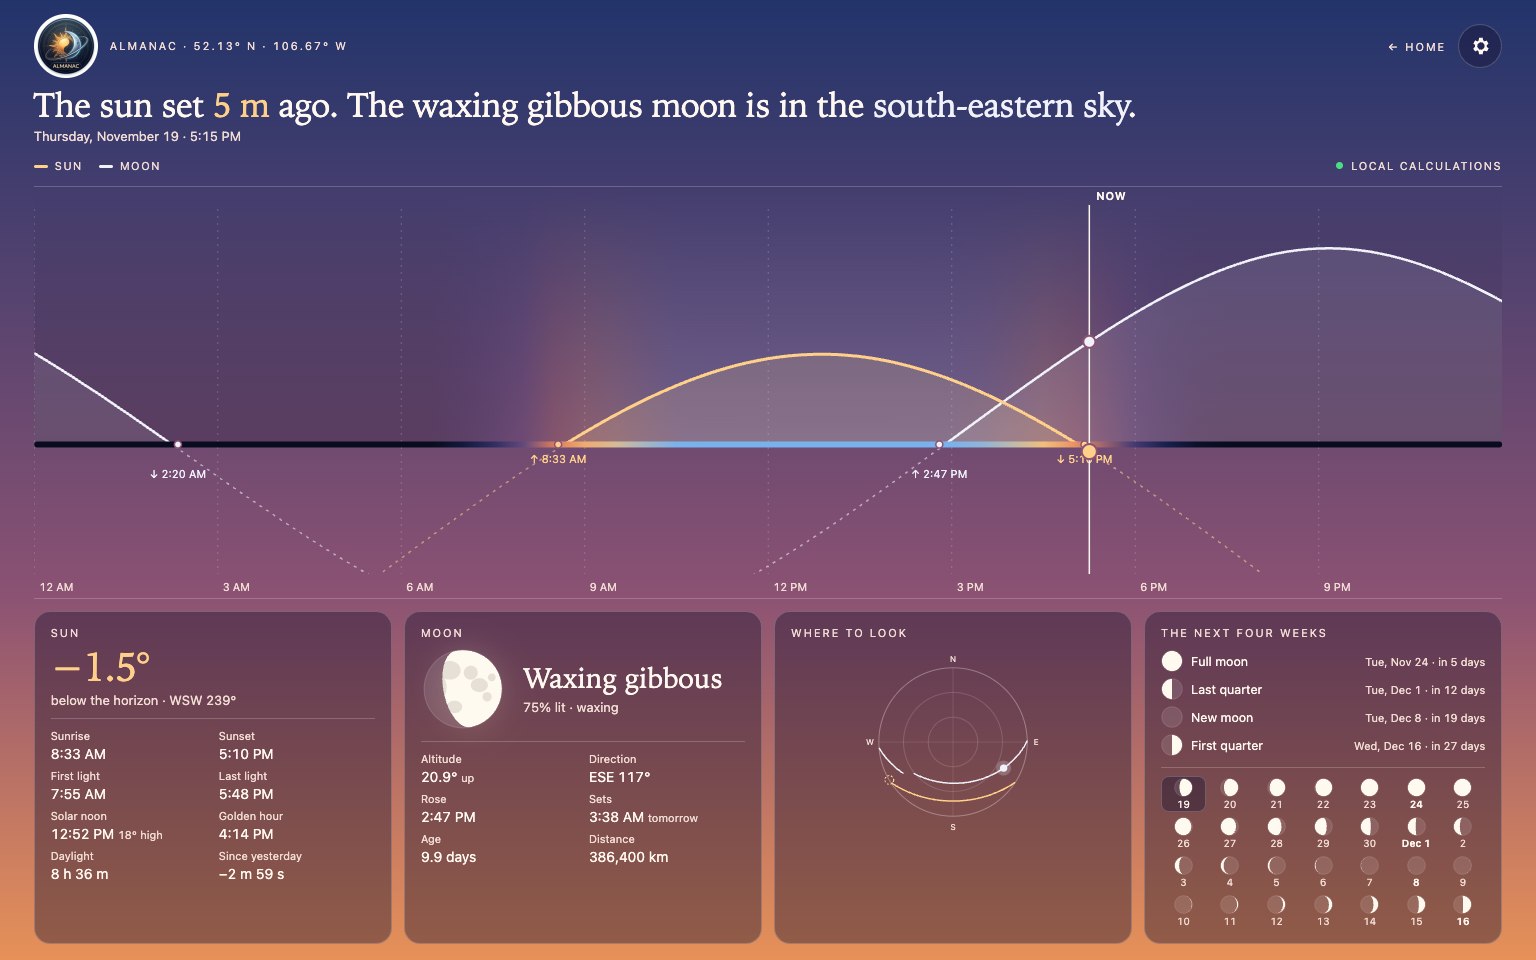 ALMANAC
ALMANAC · 52.13° N · 106.67° W
← HOME
The sun set 5 m ago. The waxing gibbous moon is in the south-eastern sky.
Thursday, November 19 · 5:15 PM
SUN MOON
LOCAL CALCULATIONS
NOW
↑ 8:33 AM
↓ 5:10 PM
↓ 2:20 AM
↑ 2:47 PM
12 AM 3 AM 6 AM 9 AM 12 PM 3 PM 6 PM 9 PM
SUN
−1.5°
below the horizon · WSW 239°
Sunrise Sunset
8:33 AM 5:10 PM
First light Last light
7:55 AM 5:48 PM
Solar noon Golden hour
12:52 PM 18° high 4:14 PM
Daylight Since yesterday
8 h 36 m −2 m 59 s
MOON
Waxing gibbous
75% lit · waxing
Altitude Direction
20.9° up ESE 117°
Rose Sets
2:47 PM 3:38 AM tomorrow
Age Distance
9.9 days 386,400 km
WHERE TO LOOK
N
W E
S
THE NEXT FOUR WEEKS
Full moon Tue, Nov 24 · in 5 days
Last quarter Tue, Dec 1 · in 12 days
New moon Tue, Dec 8 · in 19 days
First quarter Wed, Dec 16 · in 27 days
19 20 21 22 23 24 25
26 27 28 29 30 Dec 1 2
3 4 5 6 7 8 9
10 11 12 13 14 15 16